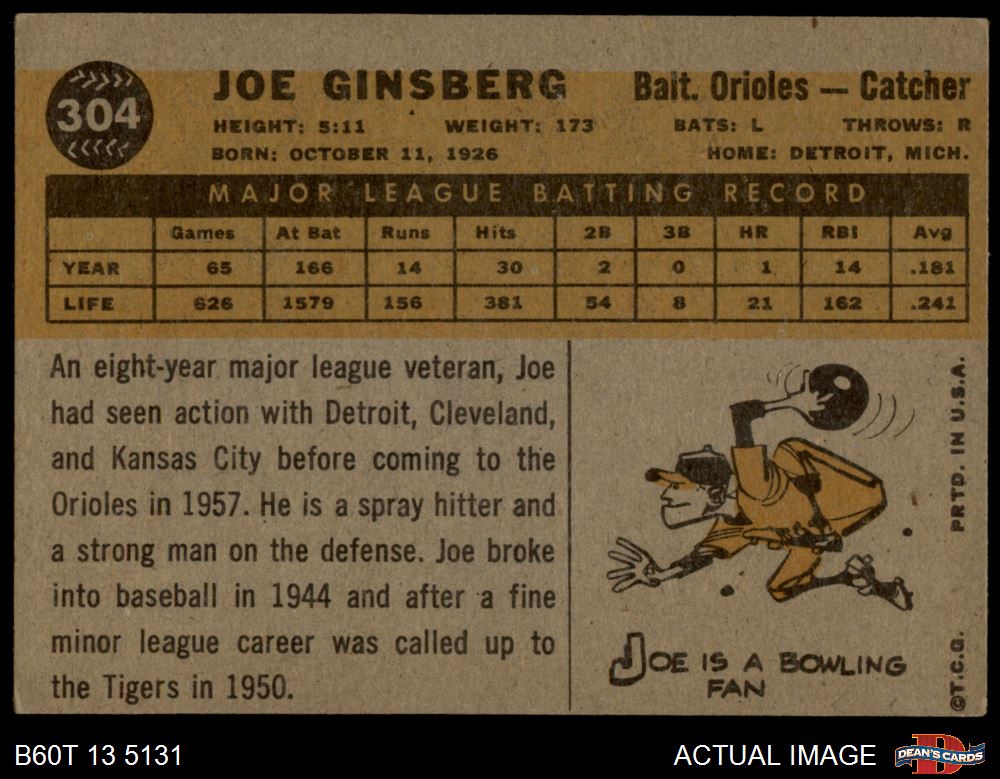 304
JOE GINSBERG
Balt. Orioles — Catcher
HEIGHT: 5:11 WEIGHT: 173 BATS: L THROWS: R
BORN: OCTOBER 11, 1926 HOME: DETROIT, MICH.
MAJOR LEAGUE BATTING RECORD
Games At Bat Runs Hits 2B 3B HR RBI Avg
YEAR 65 166 14 30 2 0 1 14 .181
LIFE 626 1579 156 381 54 8 21 162 .241
An eight-year major league veteran, Joe
had seen action with Detroit, Cleveland,
and Kansas City before coming to the
Orioles in 1957. He is a spray hitter and
a strong man on the defense. Joe broke
into baseball in 1944 and after a fine
minor league career was called up to
the Tigers in 1950.
JOE IS A BOWLING
FAN
©T.C.G. PRTD. IN U.S.A.
B60T 13 5131
ACTUAL IMAGE
D
DEAN'S CARDS